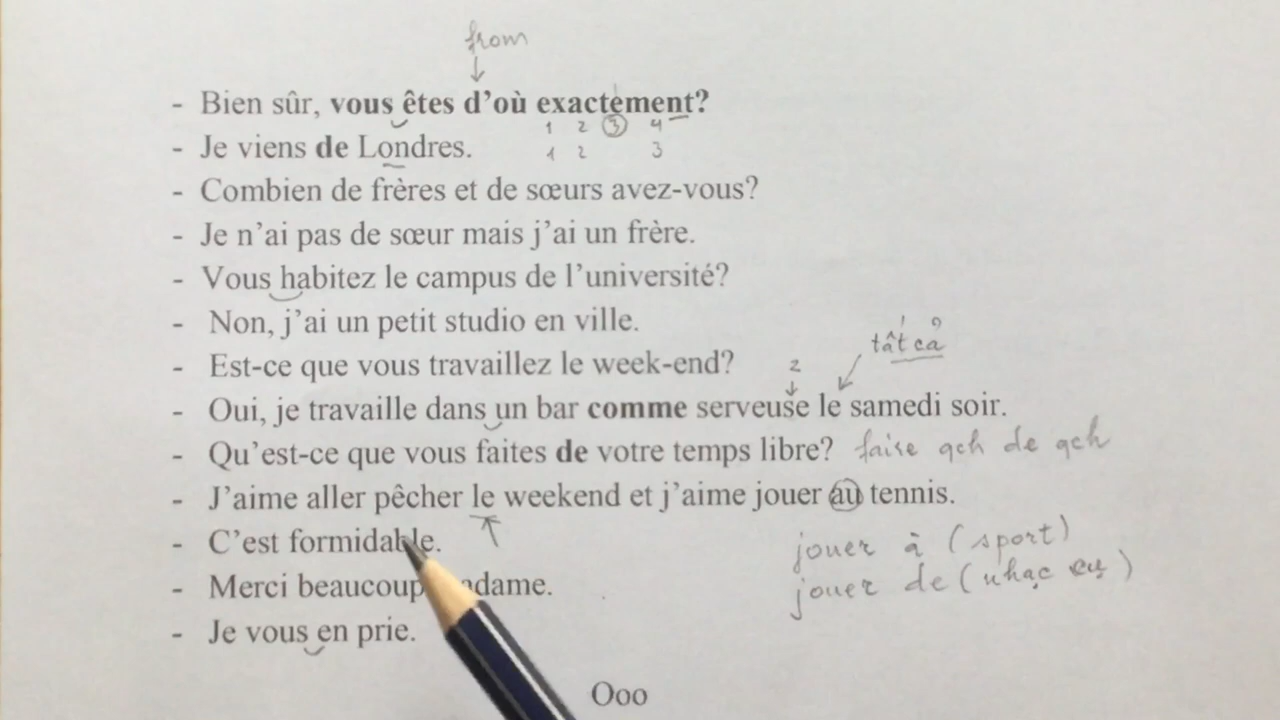 from
- Bien sûr, vous êtes d'où exactement?
1 2 3 4
- Je viens de Londres.
1 2 3
- Combien de frères et de sœurs avez-vous?
- Je n'ai pas de sœur mais j'ai un frère.
- Vous habitez le campus de l'université?
- Non, j'ai un petit studio en ville.
tất cả
- Est-ce que vous travaillez le week-end?
2
- Oui, je travaille dans un bar comme serveuse le samedi soir.
- Qu'est-ce que vous faites de votre temps libre? faire qch de qch
- J'aime aller pêcher le weekend et j'aime jouer au tennis.
- C'est formidable.
jouer à (sport)
- Merci beaucoup adame.
jouer de (nhạc cụ)
- Je vous en prie.
Ooo